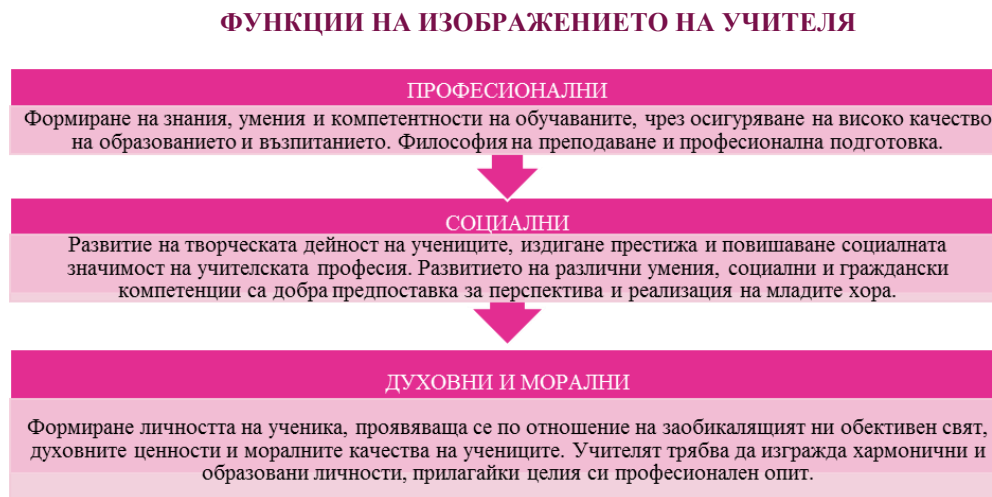 ФУНКЦИИ НА ИЗОБРАЖЕНИЕТО НА УЧИТЕЛЯ
ПРОФЕСИОНАЛНИ
Формиране на знания, умения и компетентности на обучаваните, чрез осигуряване на високо качество
на образованието и възпитанието. Философия на преподаване и професионална подготовка.
СОЦИАЛНИ
Развитие на творческата дейност на учениците, издигане престижа и повишаване социалната
значимост на учителската професия. Развитието на различни умения, социални и граждански
компетенции са добра предпоставка за перспектива и реализация на младите хора.
ДУХОВНИ И МОРАЛНИ
Формиране личността на ученика, проявяваща се по отношение на заобикалящият ни обективен свят,
духовните ценности и моралните качества на учениците. Учителят трябва да изгражда хармонични и
образовани личности, прилагайки целия си професионален опит.